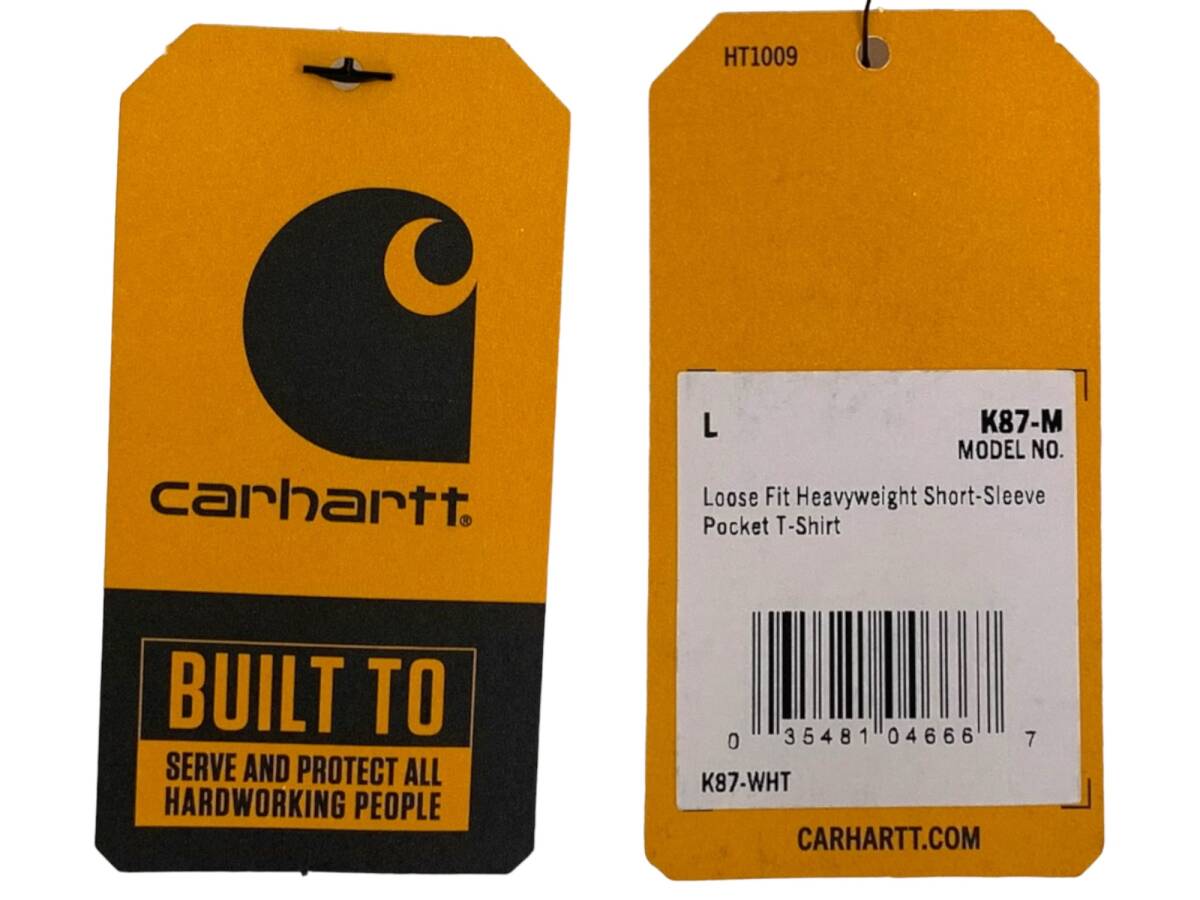 carhartt®
BUILT TO
SERVE AND PROTECT ALL
HARDWORKING PEOPLE
HT1009
L
K87-M
MODEL NO.
Loose Fit Heavyweight Short-Sleeve
Pocket T-Shirt
0 35481 04666 7
K87-WHT
CARHARTT.COM